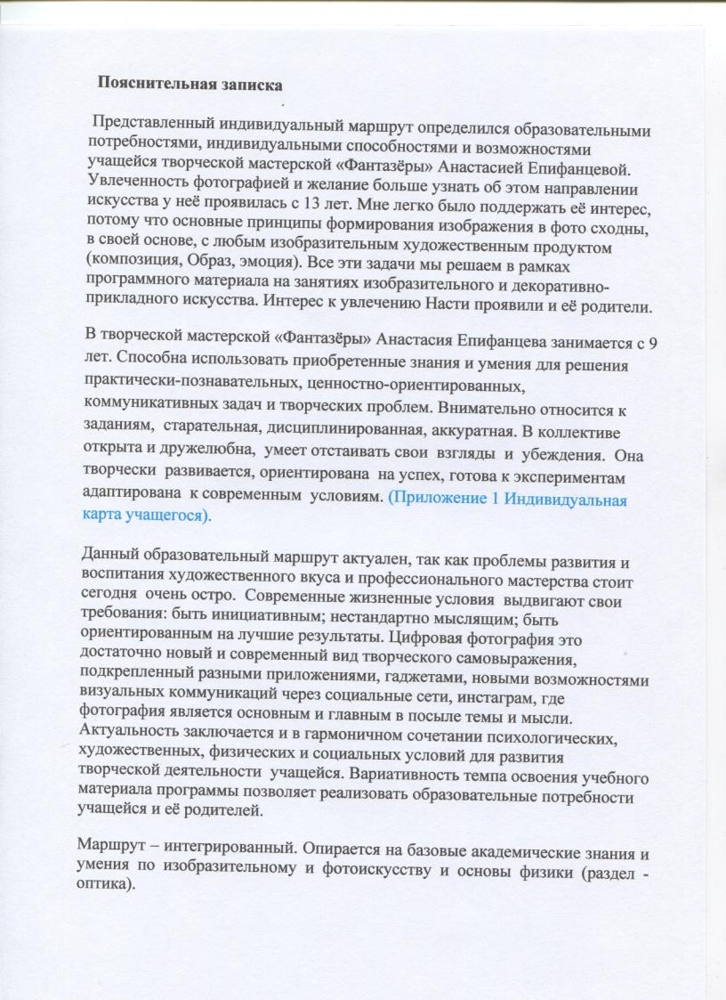 Пояснительная записка
Представленный индивидуальный маршрут определился образовательными
потребностями, индивидуальными способностями и возможностями
учащейся творческой мастерской «Фантазёры» Анастасией Епифанцевой.
Увлеченность фотографией и желание больше узнать об этом направлении
искусства у неё проявилась с 13 лет. Мне легко было поддержать её интерес,
потому что основные принципы формирования изображения в фото сходны,
в своей основе, с любым изобразительным художественным продуктом
(композиция, Образ, эмоция). Все эти задачи мы решаем в рамках
программного материала на занятиях изобразительного и декоративно-
прикладного искусства. Интерес к увлечению Насти проявили и её родители.
В творческой мастерской «Фантазёры» Анастасия Епифанцева занимается с 9
лет. Способна использовать приобретенные знания и умения для решения
практически-познавательных, ценностно-ориентированных,
коммуникативных задач и творческих проблем. Внимательно относится к
заданиям, старательная, дисциплинированная, аккуратная. В коллективе
открыта и дружелюбна, умеет отстаивать свои взгляды и убеждения. Она
творчески развивается, ориентирована на успех, готова к экспериментам
адаптирована к современным условиям. (Приложение 1 Индивидуальная
карта учащегося).
Данный образовательный маршрут актуален, так как проблемы развития и
воспитания художественного вкуса и профессионального мастерства стоит
сегодня очень остро. Современные жизненные условия выдвигают свои
требования: быть инициативным; нестандартно мыслящим; быть
ориентированным на лучшие результаты. Цифровая фотография это
достаточно новый и современный вид творческого самовыражения,
подкрепленный разными приложениями, гаджетами, новыми возможностями
визуальных коммуникаций через социальные сети, инстаграм, где
фотография является основным и главным в посыле темы и мысли.
Актуальность заключается и в гармоничном сочетании психологических,
художественных, физических и социальных условий для развития
творческой деятельности учащейся. Вариативность темпа освоения учебного
материала программы позволяет реализовать образовательные потребности
учащейся и её родителей.
Маршрут – интегрированный. Опирается на базовые академические знания и
умения по изобразительному и фотоискусству и основы физики (раздел -
оптика).